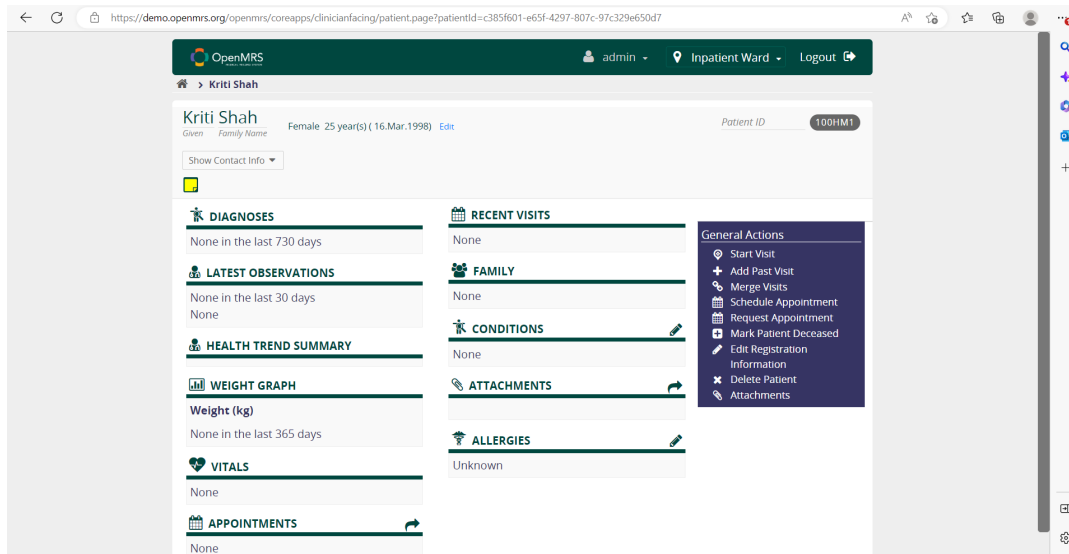 https://demo.openmrs.org/openmrs/coreapps/clinicianfacing/patient.page?patientId=c385f601-e65f-4297-807c-97c329e650d7
OpenMRS
admin
Inpatient Ward
Logout
Kriti Shah
Kriti Shah
Given Family Name
Female 25 year(s) ( 16.Mar.1998) Edit
Patient ID 100HM1
Show Contact Info
DIAGNOSES
None in the last 730 days
LATEST OBSERVATIONS
None in the last 30 days
None
HEALTH TREND SUMMARY
WEIGHT GRAPH
Weight (kg)
None in the last 365 days
VITALS
None
APPOINTMENTS
None
RECENT VISITS
None
FAMILY
None
CONDITIONS
None
ATTACHMENTS
ALLERGIES
Unknown
General Actions
Start Visit
Add Past Visit
Merge Visits
Schedule Appointment
Request Appointment
Mark Patient Deceased
Edit Registration
Information
Delete Patient
Attachments